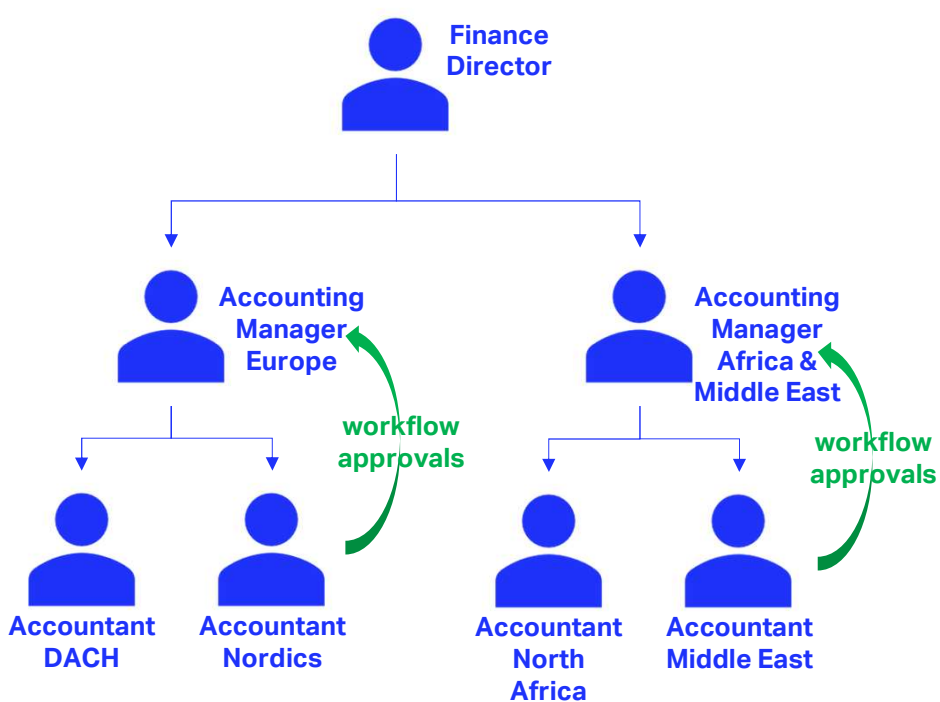 Finance
Director
Accounting
Manager
Europe
Accounting
Manager
Africa &
Middle East
workflow
approvals
workflow
approvals
Accountant
DACH
Accountant
Nordics
Accountant
North
Africa
Accountant
Middle East